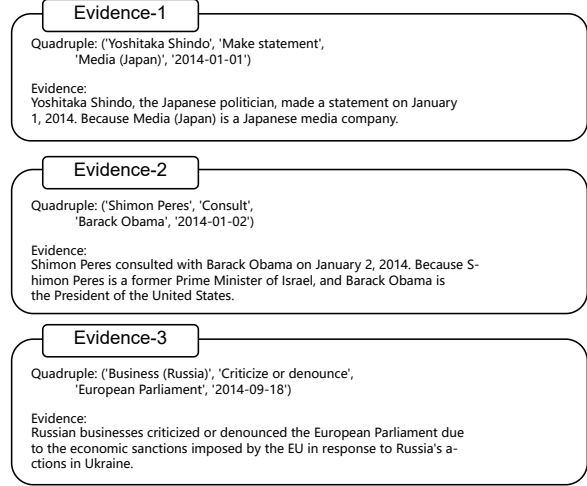 Evidence-1
Quadruple: ('Yoshitaka Shindo', 'Make statement',
'Media (Japan)', '2014-01-01')
Evidence:
Yoshitaka Shindo, the Japanese politician, made a statement on January
1, 2014. Because Media (Japan) is a Japanese media company.
Evidence-2
Quadruple: ('Shimon Peres', 'Consult',
'Barack Obama', '2014-01-02')
Evidence:
Shimon Peres consulted with Barack Obama on January 2, 2014. Because S-
himon Peres is a former Prime Minister of Israel, and Barack Obama is
the President of the United States.
Evidence-3
Quadruple: ('Business (Russia)', 'Criticize or denounce',
'European Parliament', '2014-09-18')
Evidence:
Russian businesses criticized or denounced the European Parliament due
to the economic sanctions imposed by the EU in response to Russia's a-
ctions in Ukraine.